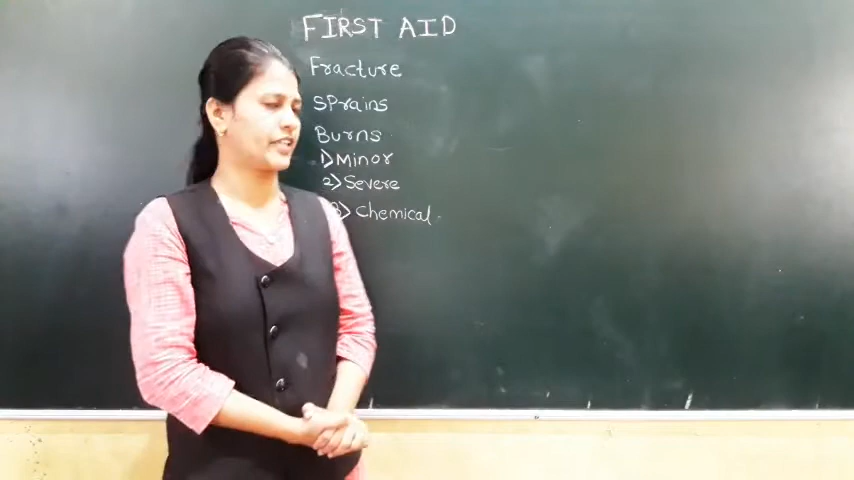 FIRST AID
Fracture
SPrains
Burns
1) Minor
2) Severe
3) Chemical